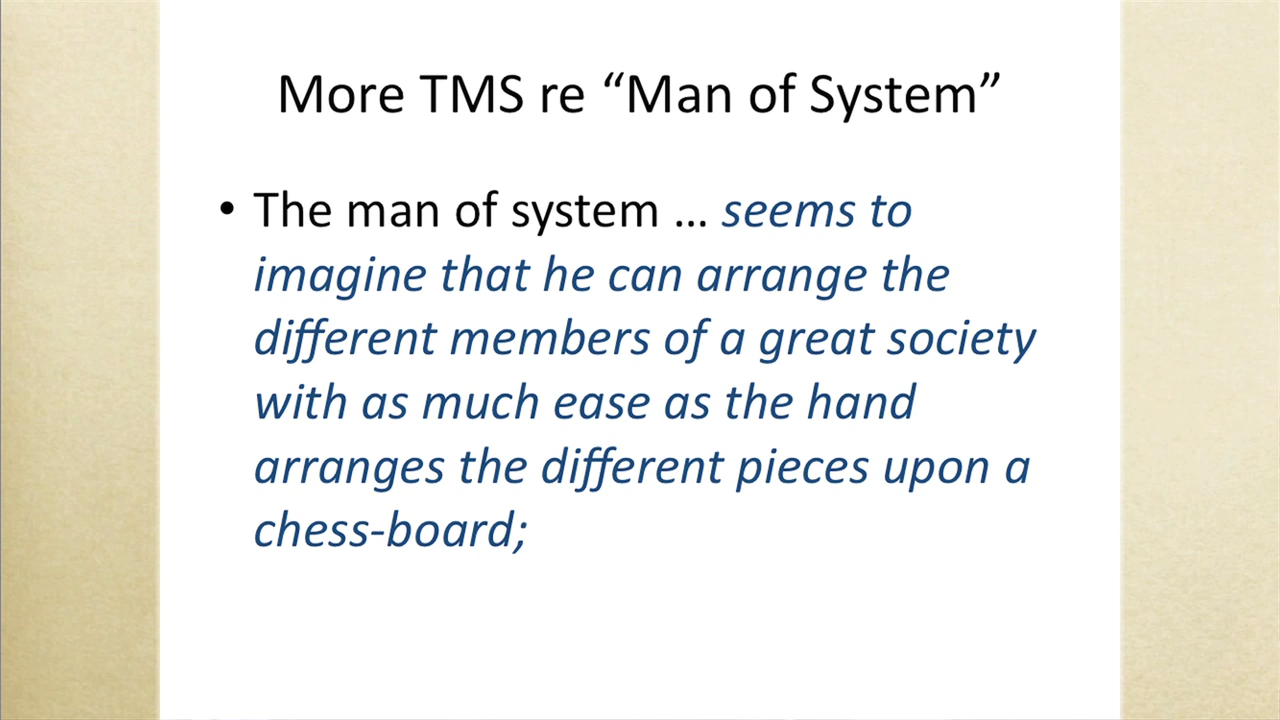 More TMS re “Man of System”
• The man of system … seems to
imagine that he can arrange the
different members of a great society
with as much ease as the hand
arranges the different pieces upon a
chess-board;